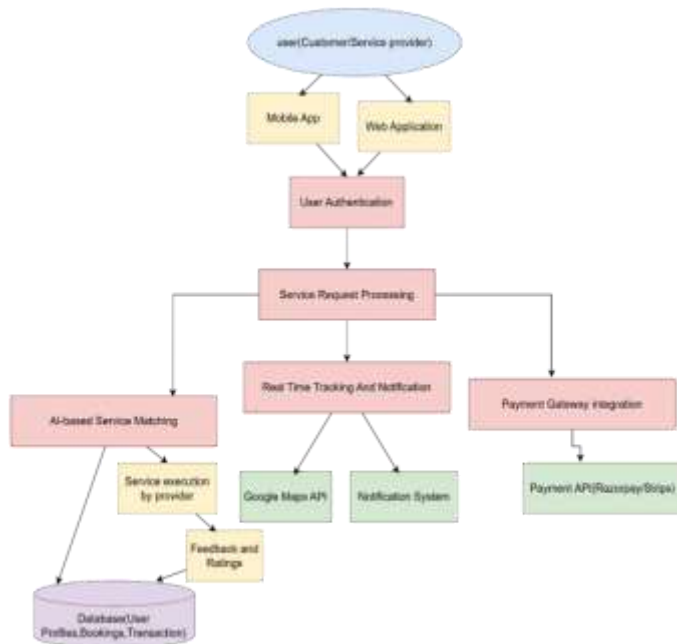 user(Customer/Service provider)
Mobile App
Web Application
User Authentication
Service Request Processing
Real Time Tracking And Notification
Payment Gateway integration
AI-based Service Matching
Service execution
by provider
Google Maps API
Notification System
Payment API(Razorpay/Stripe)
Feedback and
Ratings
Database(User
Profiles,Bookings,Transaction)